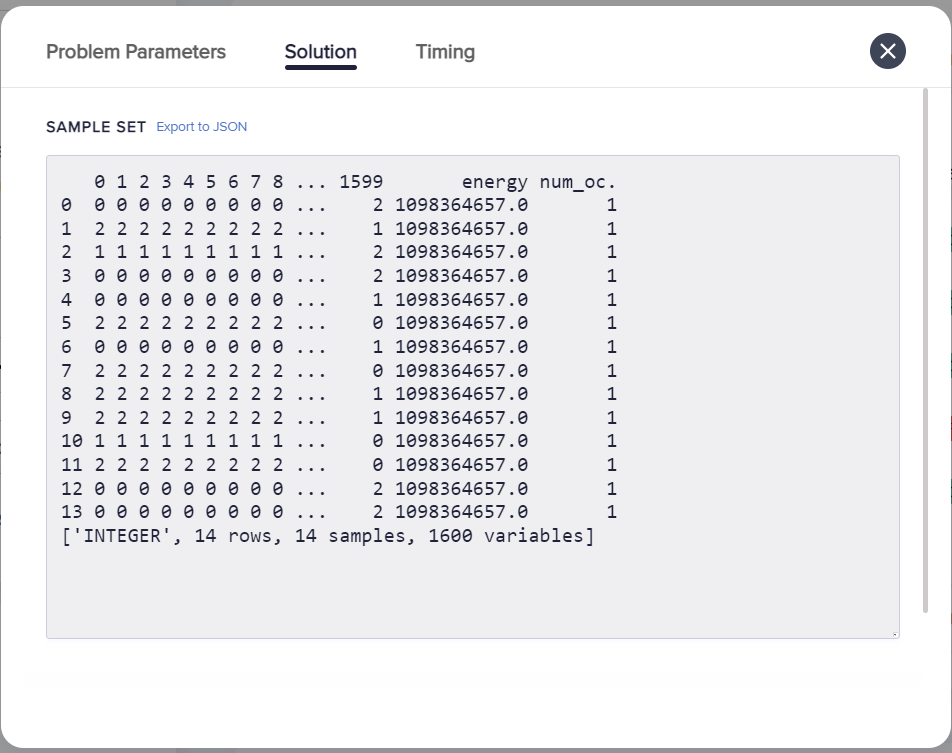 Problem Parameters Solution Timing
SAMPLE SET Export to JSON
0 1 2 3 4 5 6 7 8 ... 1599 energy num_oc.
0 0 0 0 0 0 0 0 0 0 ... 2 1098364657.0 1
1 2 2 2 2 2 2 2 2 2 ... 1 1098364657.0 1
2 1 1 1 1 1 1 1 1 1 ... 2 1098364657.0 1
3 0 0 0 0 0 0 0 0 0 ... 2 1098364657.0 1
4 0 0 0 0 0 0 0 0 0 ... 1 1098364657.0 1
5 2 2 2 2 2 2 2 2 2 ... 0 1098364657.0 1
6 0 0 0 0 0 0 0 0 0 ... 1 1098364657.0 1
7 2 2 2 2 2 2 2 2 2 ... 0 1098364657.0 1
8 2 2 2 2 2 2 2 2 2 ... 1 1098364657.0 1
9 2 2 2 2 2 2 2 2 2 ... 1 1098364657.0 1
10 1 1 1 1 1 1 1 1 1 ... 0 1098364657.0 1
11 2 2 2 2 2 2 2 2 2 ... 0 1098364657.0 1
12 0 0 0 0 0 0 0 0 0 ... 2 1098364657.0 1
13 0 0 0 0 0 0 0 0 0 ... 2 1098364657.0 1
['INTEGER', 14 rows, 14 samples, 1600 variables]